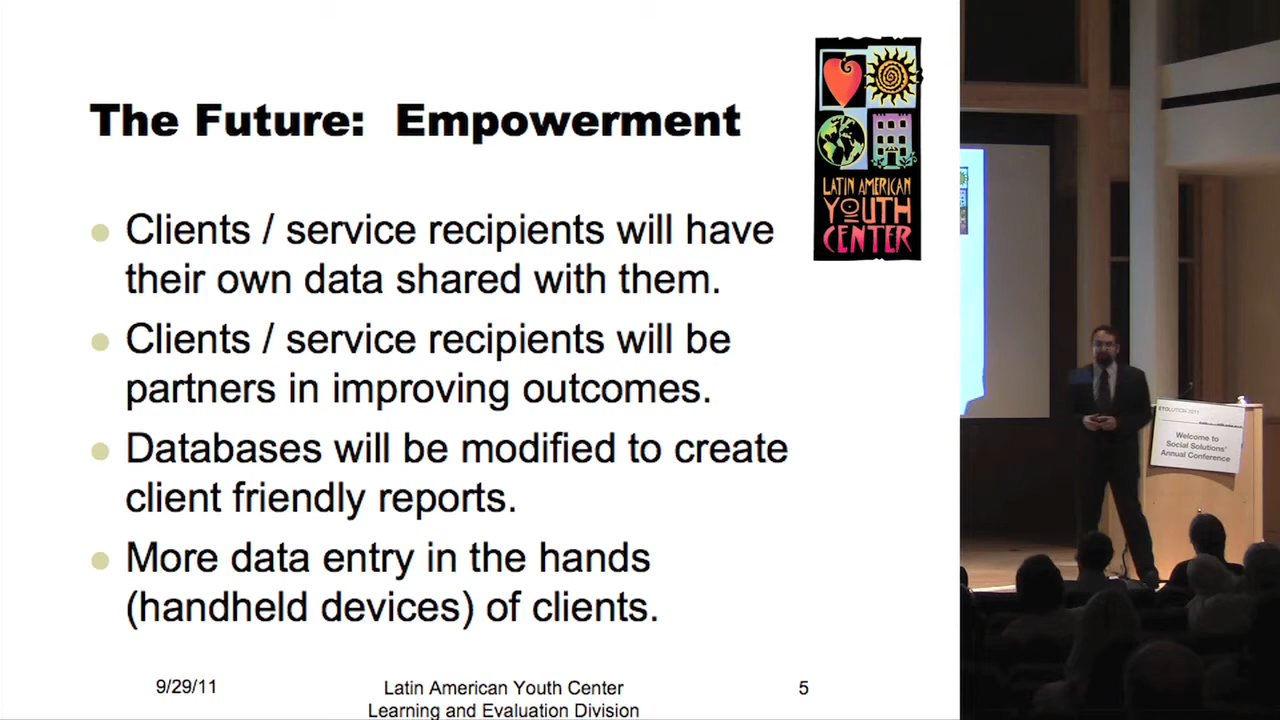 The Future: Empowerment
LATIN AMERICAN
YOUTH
CENTER
Clients / service recipients will have
their own data shared with them.
Clients / service recipients will be
partners in improving outcomes.
Databases will be modified to create
client friendly reports.
More data entry in the hands
(handheld devices) of clients.
9/29/11
Latin American Youth Center
Learning and Evaluation Division
5
ETOLUTION 2011
Welcome to
Social Solutions'
Annual Conference